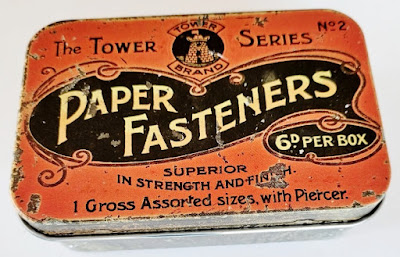 The TOWER SERIES Nº2
TOWER
BRAND
PAPER
FASTENERS
6D PER BOX
SUPERIOR
IN STRENGTH AND FINISH.
1 Gross Assorted sizes, with Piercer.